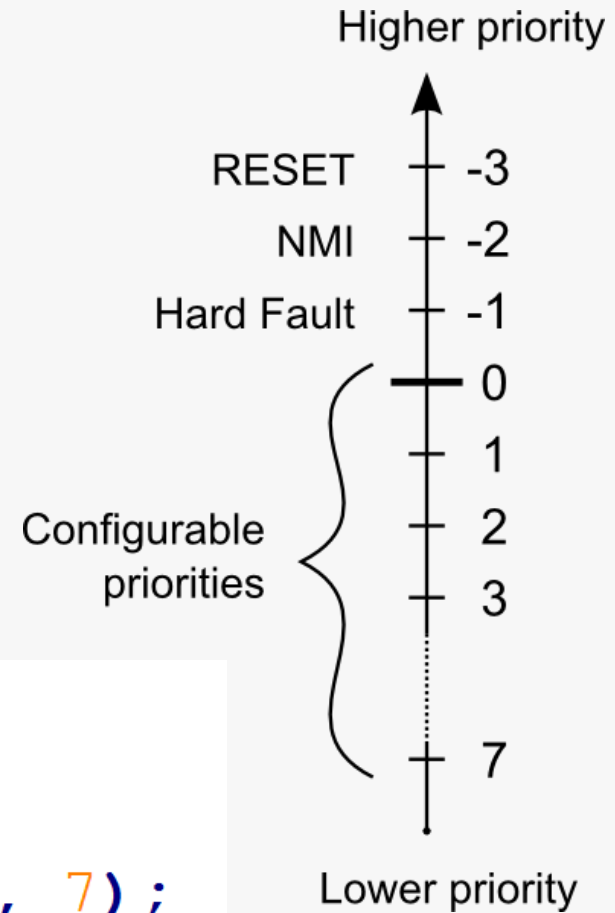 Higher priority
RESET -3
NMI -2
Hard Fault -1
0
1
Configurable
priorities
2
3
7
, 7);
Lower priority